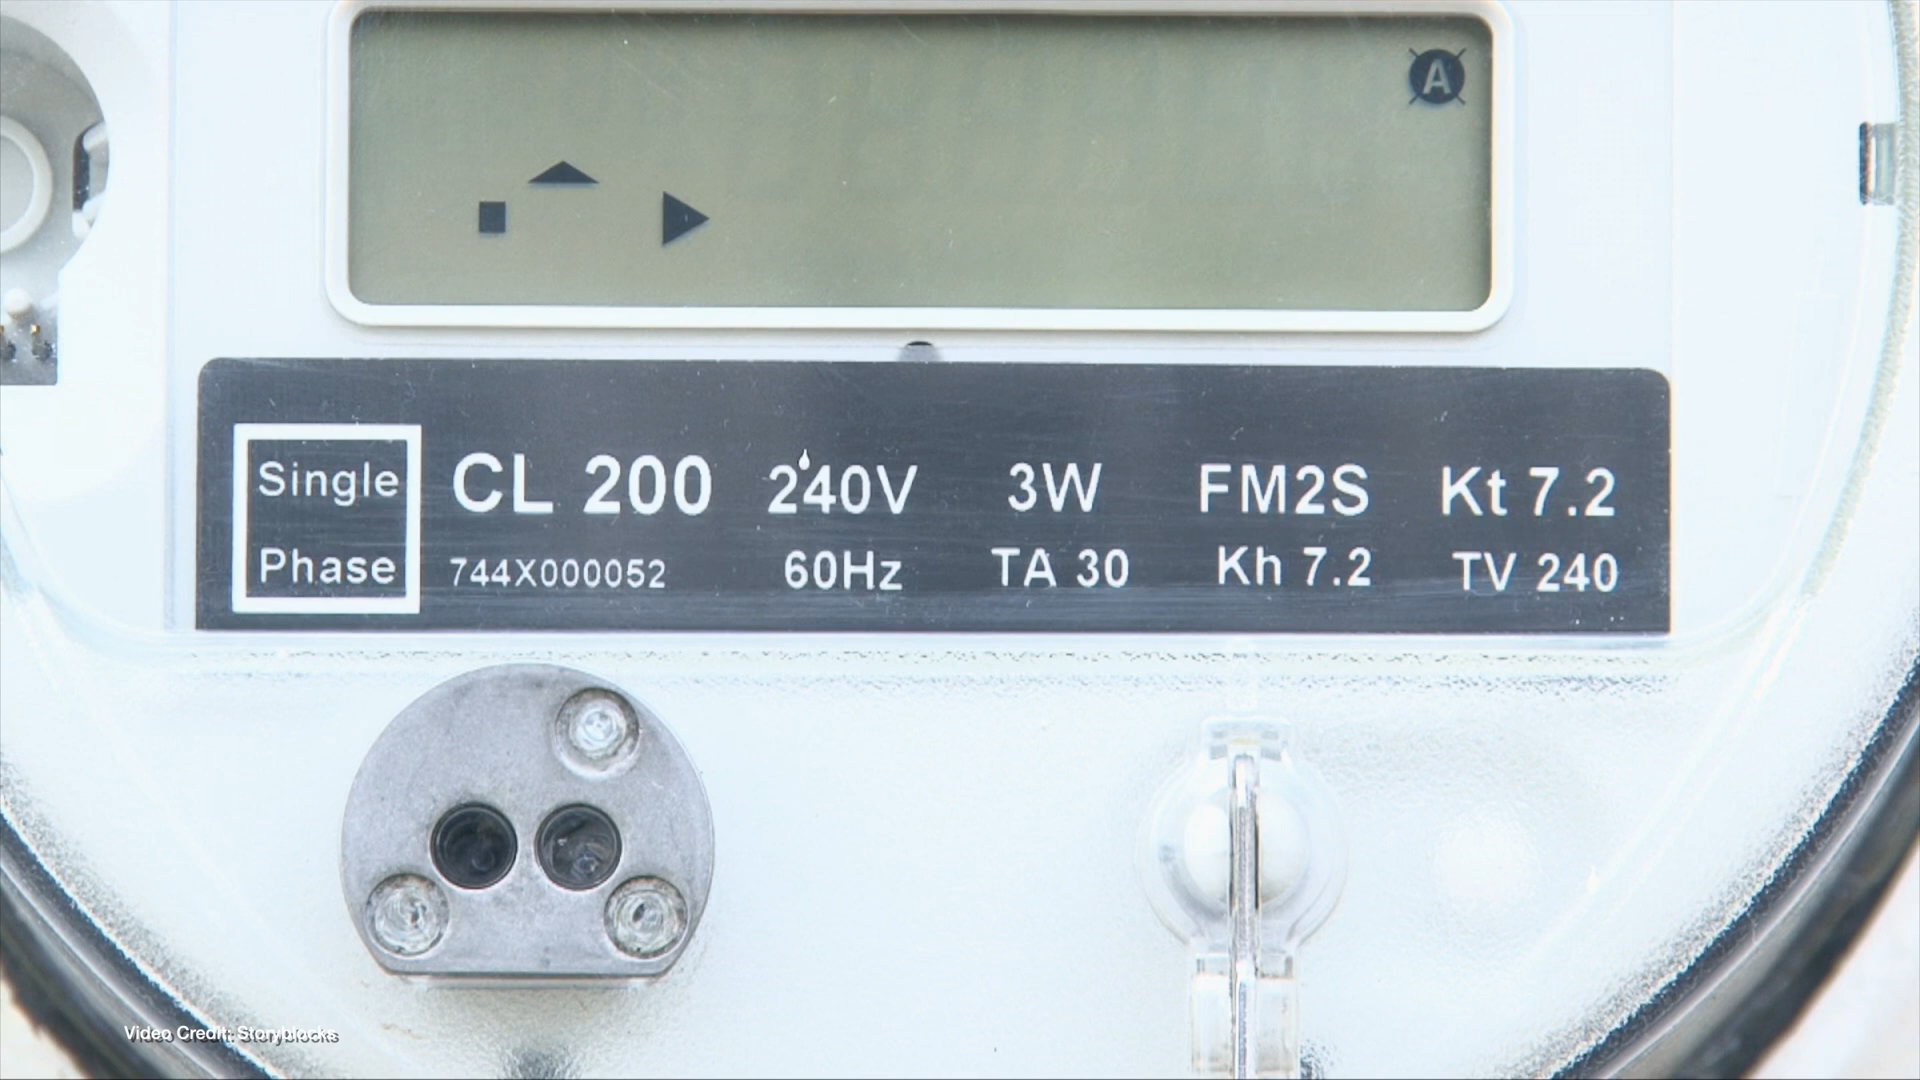 A
Single Phase
CL 200 240V 3W FM2S Kt 7.2
744X000052 60Hz TA 30 Kh 7.2 TV 240
Video Credit: Storyblocks